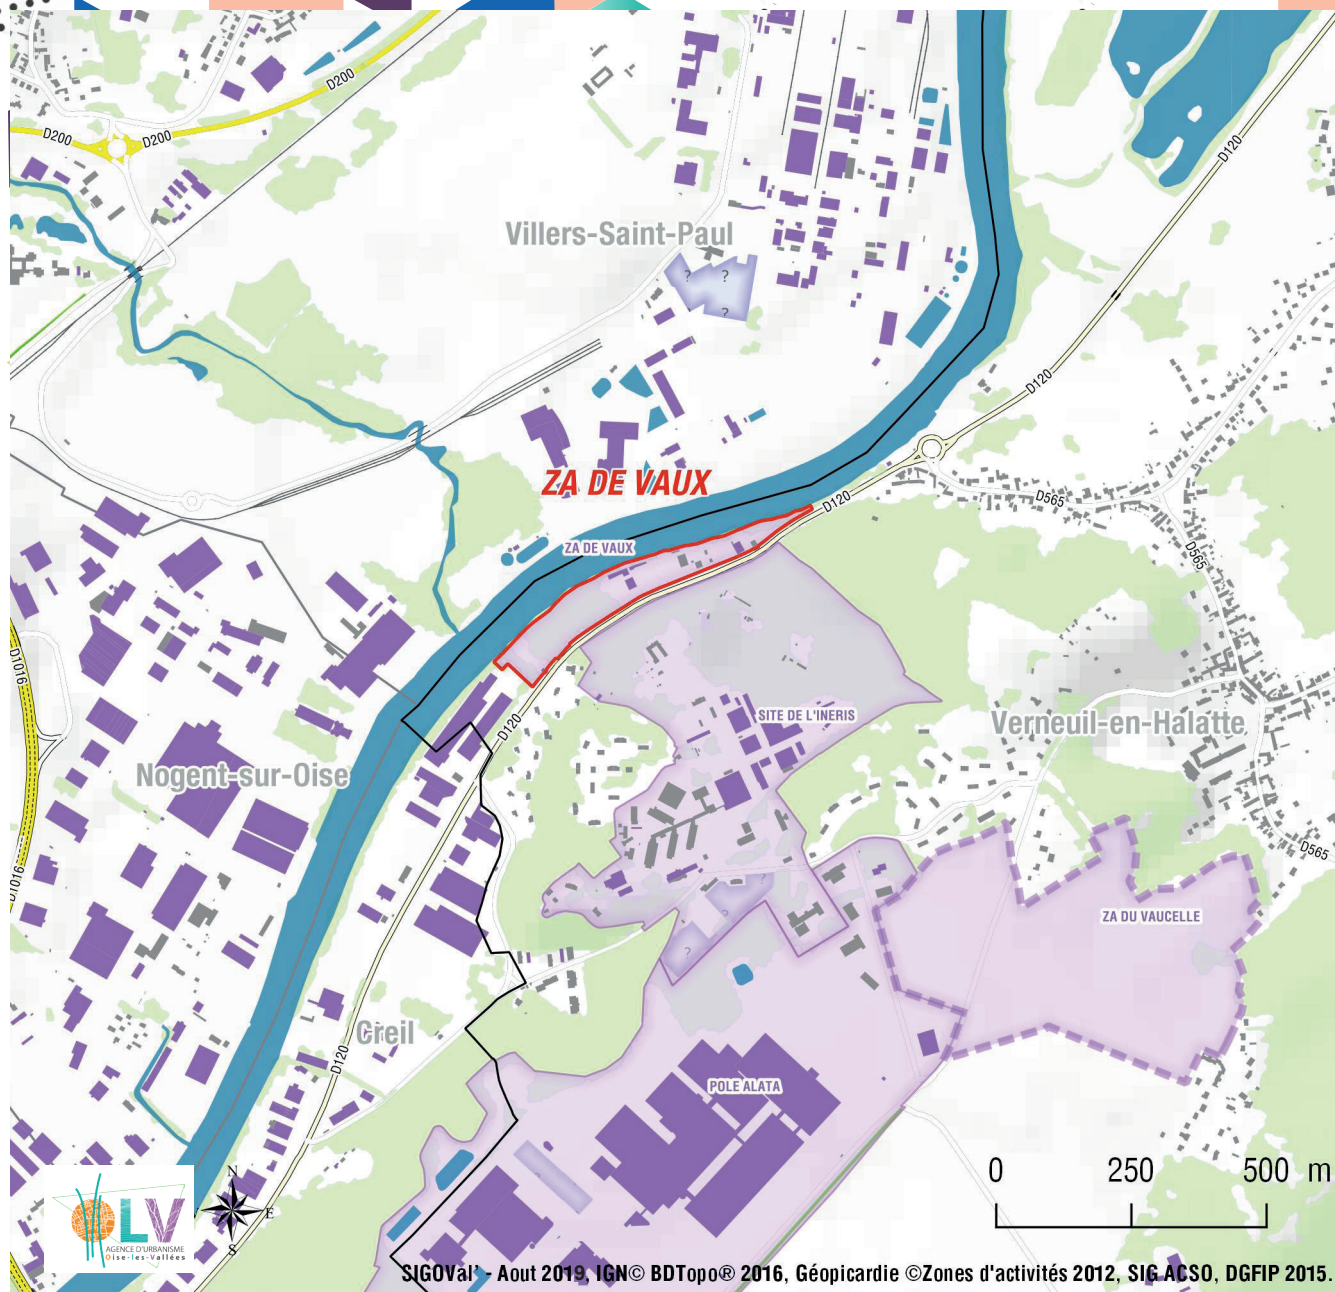 D200
D200
D200
D120
Villers-Saint-Paul
?
?
?
D120
ZA DE VAUX
D120
D565
ZA DE VAUX
D565
D1016
SITE DE L'INERIS
Verneuil-en-Halatte
D120
Nogent-sur-Oise
D1016
D565
ZA DU VAUCELLE
?
Creil
D120
POLE ALATA
0 250 500 m
N
E
S
OLV
AGENCE D'URBANISME
Oise-les-Vallées
SIGOVal² - Aout 2019, IGN© BDTopo® 2016, Géopicardie ©Zones d'activités 2012, SIG ACSO, DGFIP 2015.